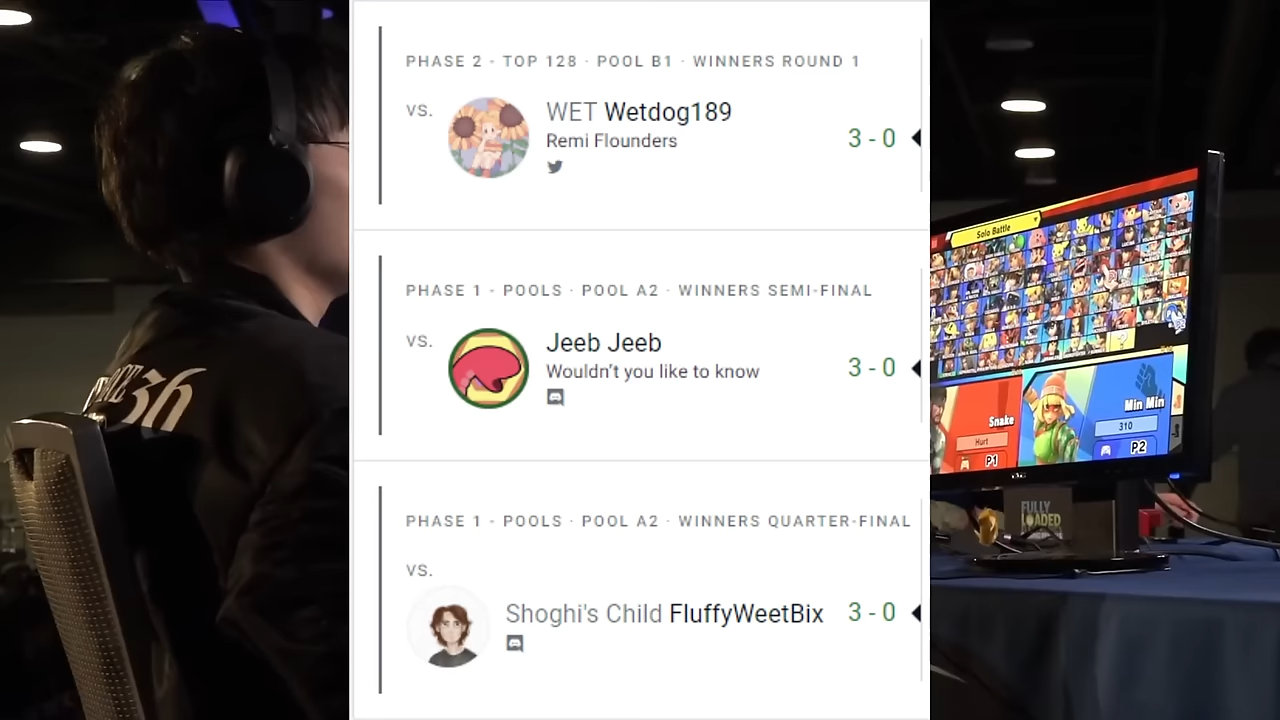 PHASE 2 - TOP 128 · POOL B1 · WINNERS ROUND 1
VS.
WET Wetdog189
Remi Flounders
3 - 0
PHASE 1 - POOLS · POOL A2 · WINNERS SEMI-FINAL
VS.
Jeeb Jeeb
Wouldn't you like to know
3 - 0
PHASE 1 - POOLS · POOL A2 · WINNERS QUARTER-FINAL
VS.
Shoghi's Child FluffyWeetBix
3 - 0
36
Solo Battle
Snake
Hurt
P1
Min Min
310
P2
FULLY
LOADED